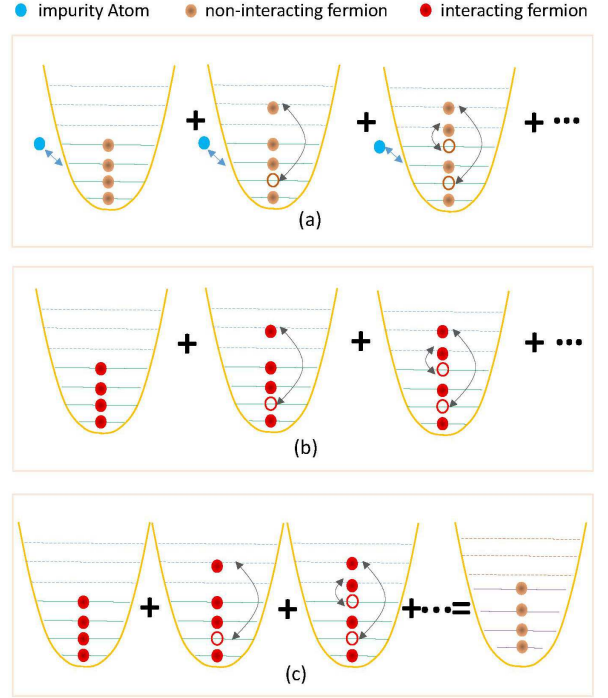 impurity Atom non-interacting fermion interacting fermion
+ + + ...
(a)
+ + + ...
(b)
+ + +...=
(c)